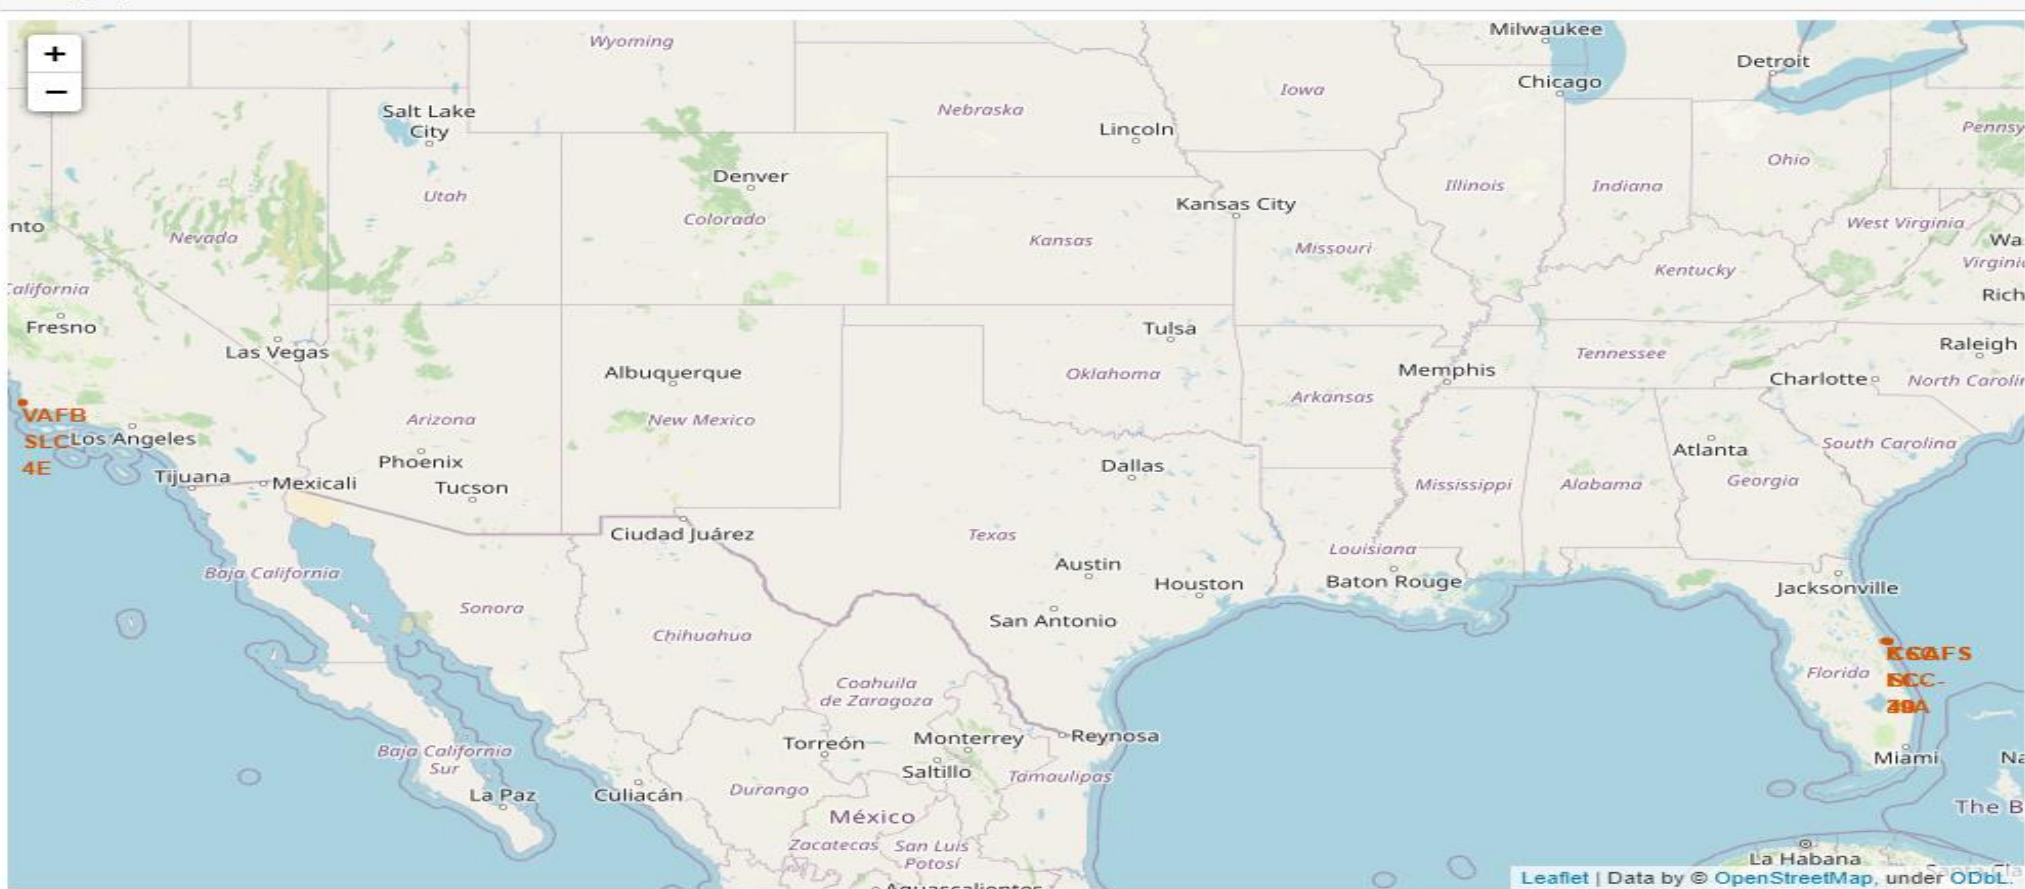 Wyoming
Milwaukee
Detroit
+
Chicago
−
Iowa
Salt Lake
City
Nebraska
Lincoln
Pennsy
Ohio
Denver
Illinois
Indiana
Utah
Kansas City
Colorado
West Virginia
nto
Nevada
Kansas
Missouri
Wa
Virgini
Kentucky
California
Rich
Fresno
Tulsa
Las Vegas
Raleigh
Tennessee
Albuquerque
Oklahoma
Memphis
Charlotte
North Caroli
Arkansas
VAFB
SLC
4E
Los Angeles
Arizona
New Mexico
South Carolina
Atlanta
Phoenix
Dallas
Tijuana
Mexicali
Tucson
Mississippi
Alabama
Georgia
Ciudad Juárez
Texas
Louisiana
Austin
Baja California
Houston
Baton Rouge
Jacksonville
Sonora
San Antonio
Chihuahua
Florida
Coahuila
de Zaragoza
Torreón
Monterrey
Reynosa
Baja California
Sur
Saltillo
Tamaulipas
Miami
Na
La Paz
Culiacán
Durango
México
The B
Zacatecas
San Luis
Potosí
La Habana
Aguascalientes
Leaflet | Data by © OpenStreetMap, under ODbL.